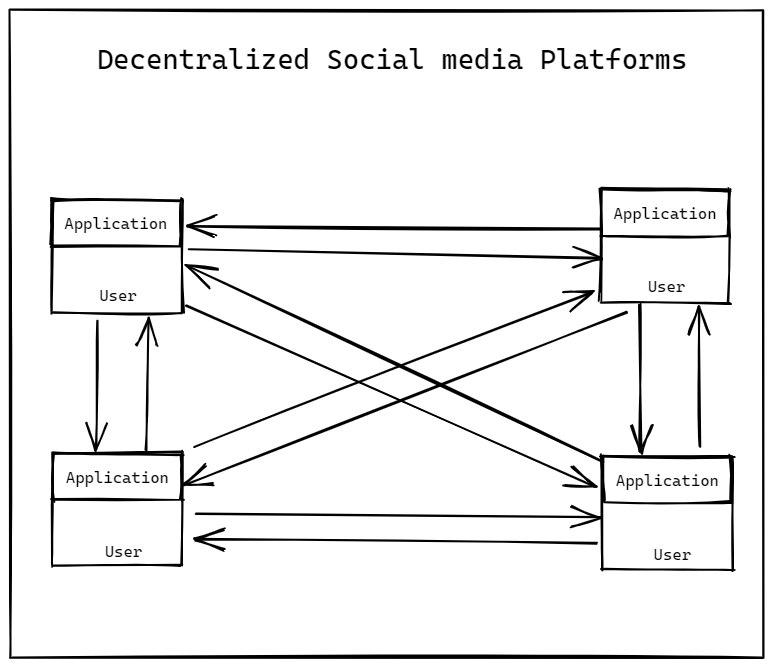 Decentralized Social media Platforms
Application
User
Application
User
Application
User
Application
User